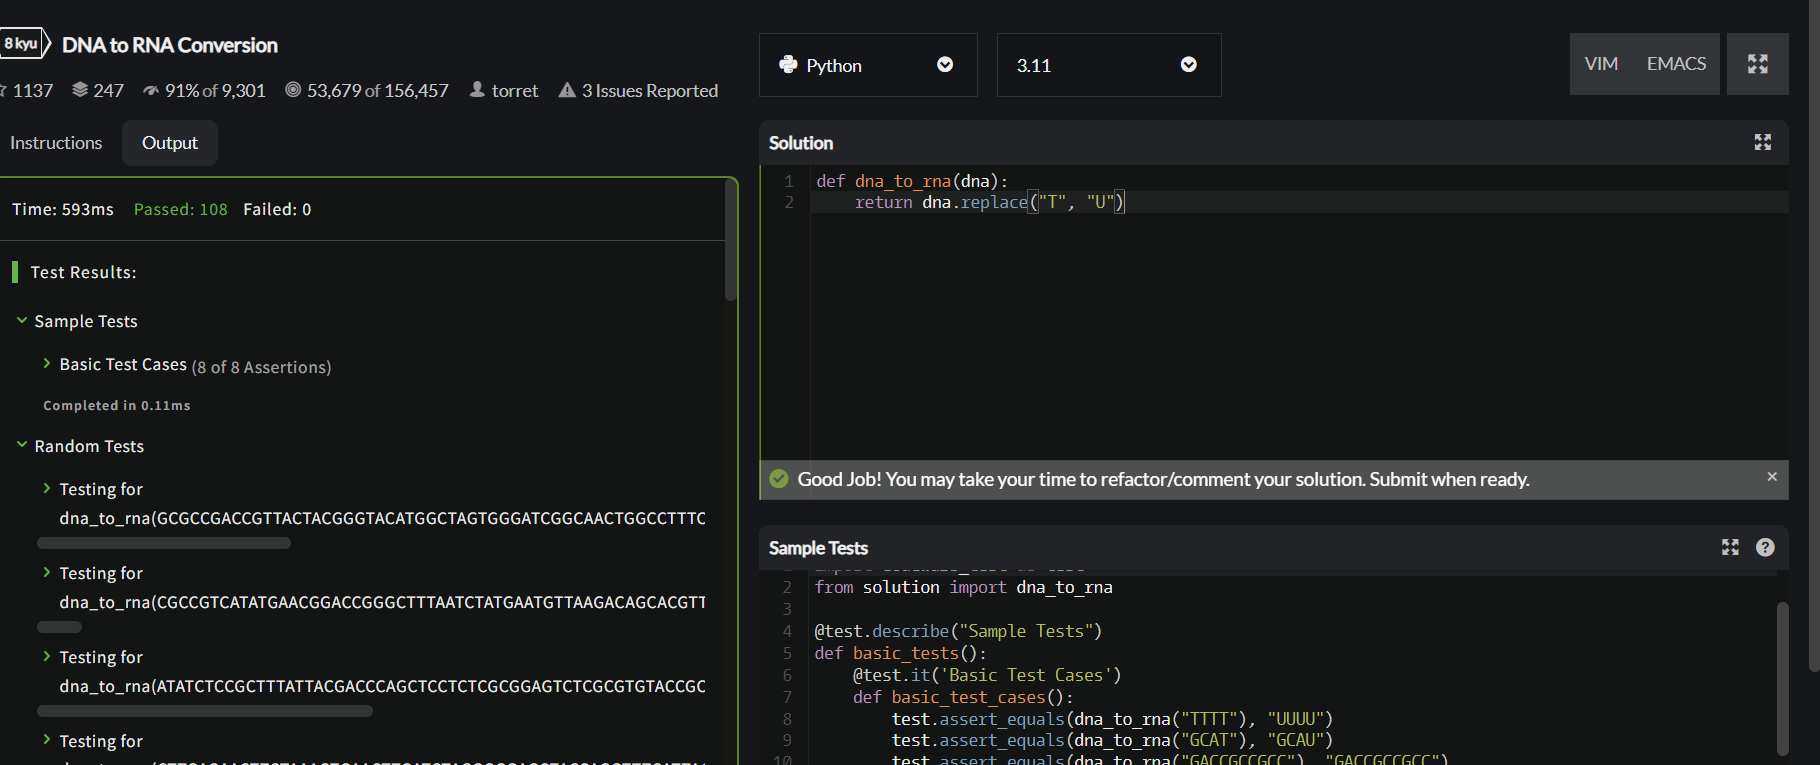 8 kyu DNA to RNA Conversion
1137 247 91% of 9,301 53,679 of 156,457 torret 3 Issues Reported
Instructions Output
Time: 593ms Passed: 108 Failed: 0
Test Results:
Sample Tests
Basic Test Cases (8 of 8 Assertions)
Completed in 0.11ms
Random Tests
Testing for
dna_to_rna(GCGCCGACCGTTACTACGGGTACATGGCTAGTGGGATCGGCAACTGGCCTTTC
Testing for
dna_to_rna(CGCCGTCATATGAACGGACCGGGCTTTAATCTATGAATGTTAAGACAGCACGTT
Testing for
dna_to_rna(ATATCTCCGCTTTATTACGACCCAGCTCCTCTCGCGGAGTCTCGCGTGTACCGC
Testing for
Python 3.11 VIM EMACS
Solution
1 def dna_to_rna(dna):
2 return dna.replace("T", "U")
Good Job! You may take your time to refactor/comment your solution. Submit when ready.
Sample Tests
2 from solution import dna_to_rna
3
4 @test.describe("Sample Tests")
5 def basic_tests():
6 @test.it('Basic Test Cases')
7 def basic_test_cases():
8 test.assert_equals(dna_to_rna("TTTT"), "UUUU")
9 test.assert_equals(dna_to_rna("GCAT"), "GCAU")
10 test.assert_equals(dna_to_rna("GACCGCCGCC"), "GACCGCCGCC")